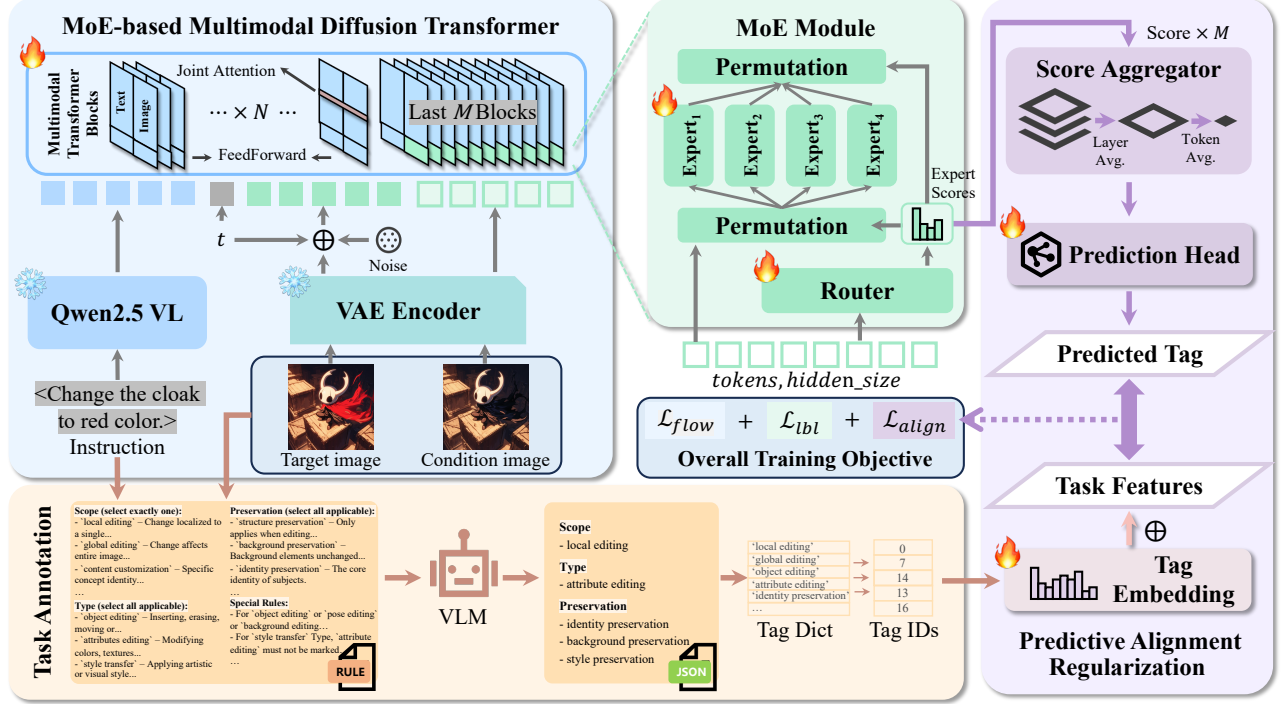 MoE-based Multimodal Diffusion Transformer
Multimodal
Transformer
Blocks
Text
Image
Joint Attention
⋯ × N ⋯
FeedForward
Last M Blocks
t
Noise
Qwen2.5 VL
VAE Encoder
<Change the cloak
to red color.>
Instruction
Target image
Condition image
MoE Module
Permutation
Expert1
Expert2
Expert3
Expert4
Permutation
Expert
Scores
Router
tokens, hidden_size
ℒflow + ℒlbl + ℒalign
Overall Training Objective
Score × M
Score Aggregator
Layer
Avg.
Token
Avg.
Prediction Head
Predicted Tag
Task Features
Tag
Embedding
Predictive Alignment
Regularization
Task Annotation
Scope (select exactly one):
- `local editing` – Change localized to
a single...
- `global editing` – Change affects
entire image...
- `content customization` – Specific
concept identity...
…
Type (select all applicable):
- `object editing` – Inserting, erasing,
moving or...
- `attributes editing` – Modifying
colors, textures...
- `style transfer` – Applying artistic
or visual style...
Preservation (select all applicable):
- `structure preservation` – Only
applies when editing...
- `background preservation` –
Background elements unchanged...
- `identity preservation` – The core
identity of subjects.
Special Rules:
- For `object editing` or `pose editing`
or `background editing…
- For `style transfer` Type, `attribute
editing` must not be marked…
…
RULE
VLM
Scope
- local editing
Type
- attribute editing
Preservation
- identity preservation
- background preservation
- style preservation
JSON
'local editing'
'global editing'
'object editing'
'attribute editing'
'identity preservation'
…
Tag Dict
0
7
14
13
16
Tag IDs